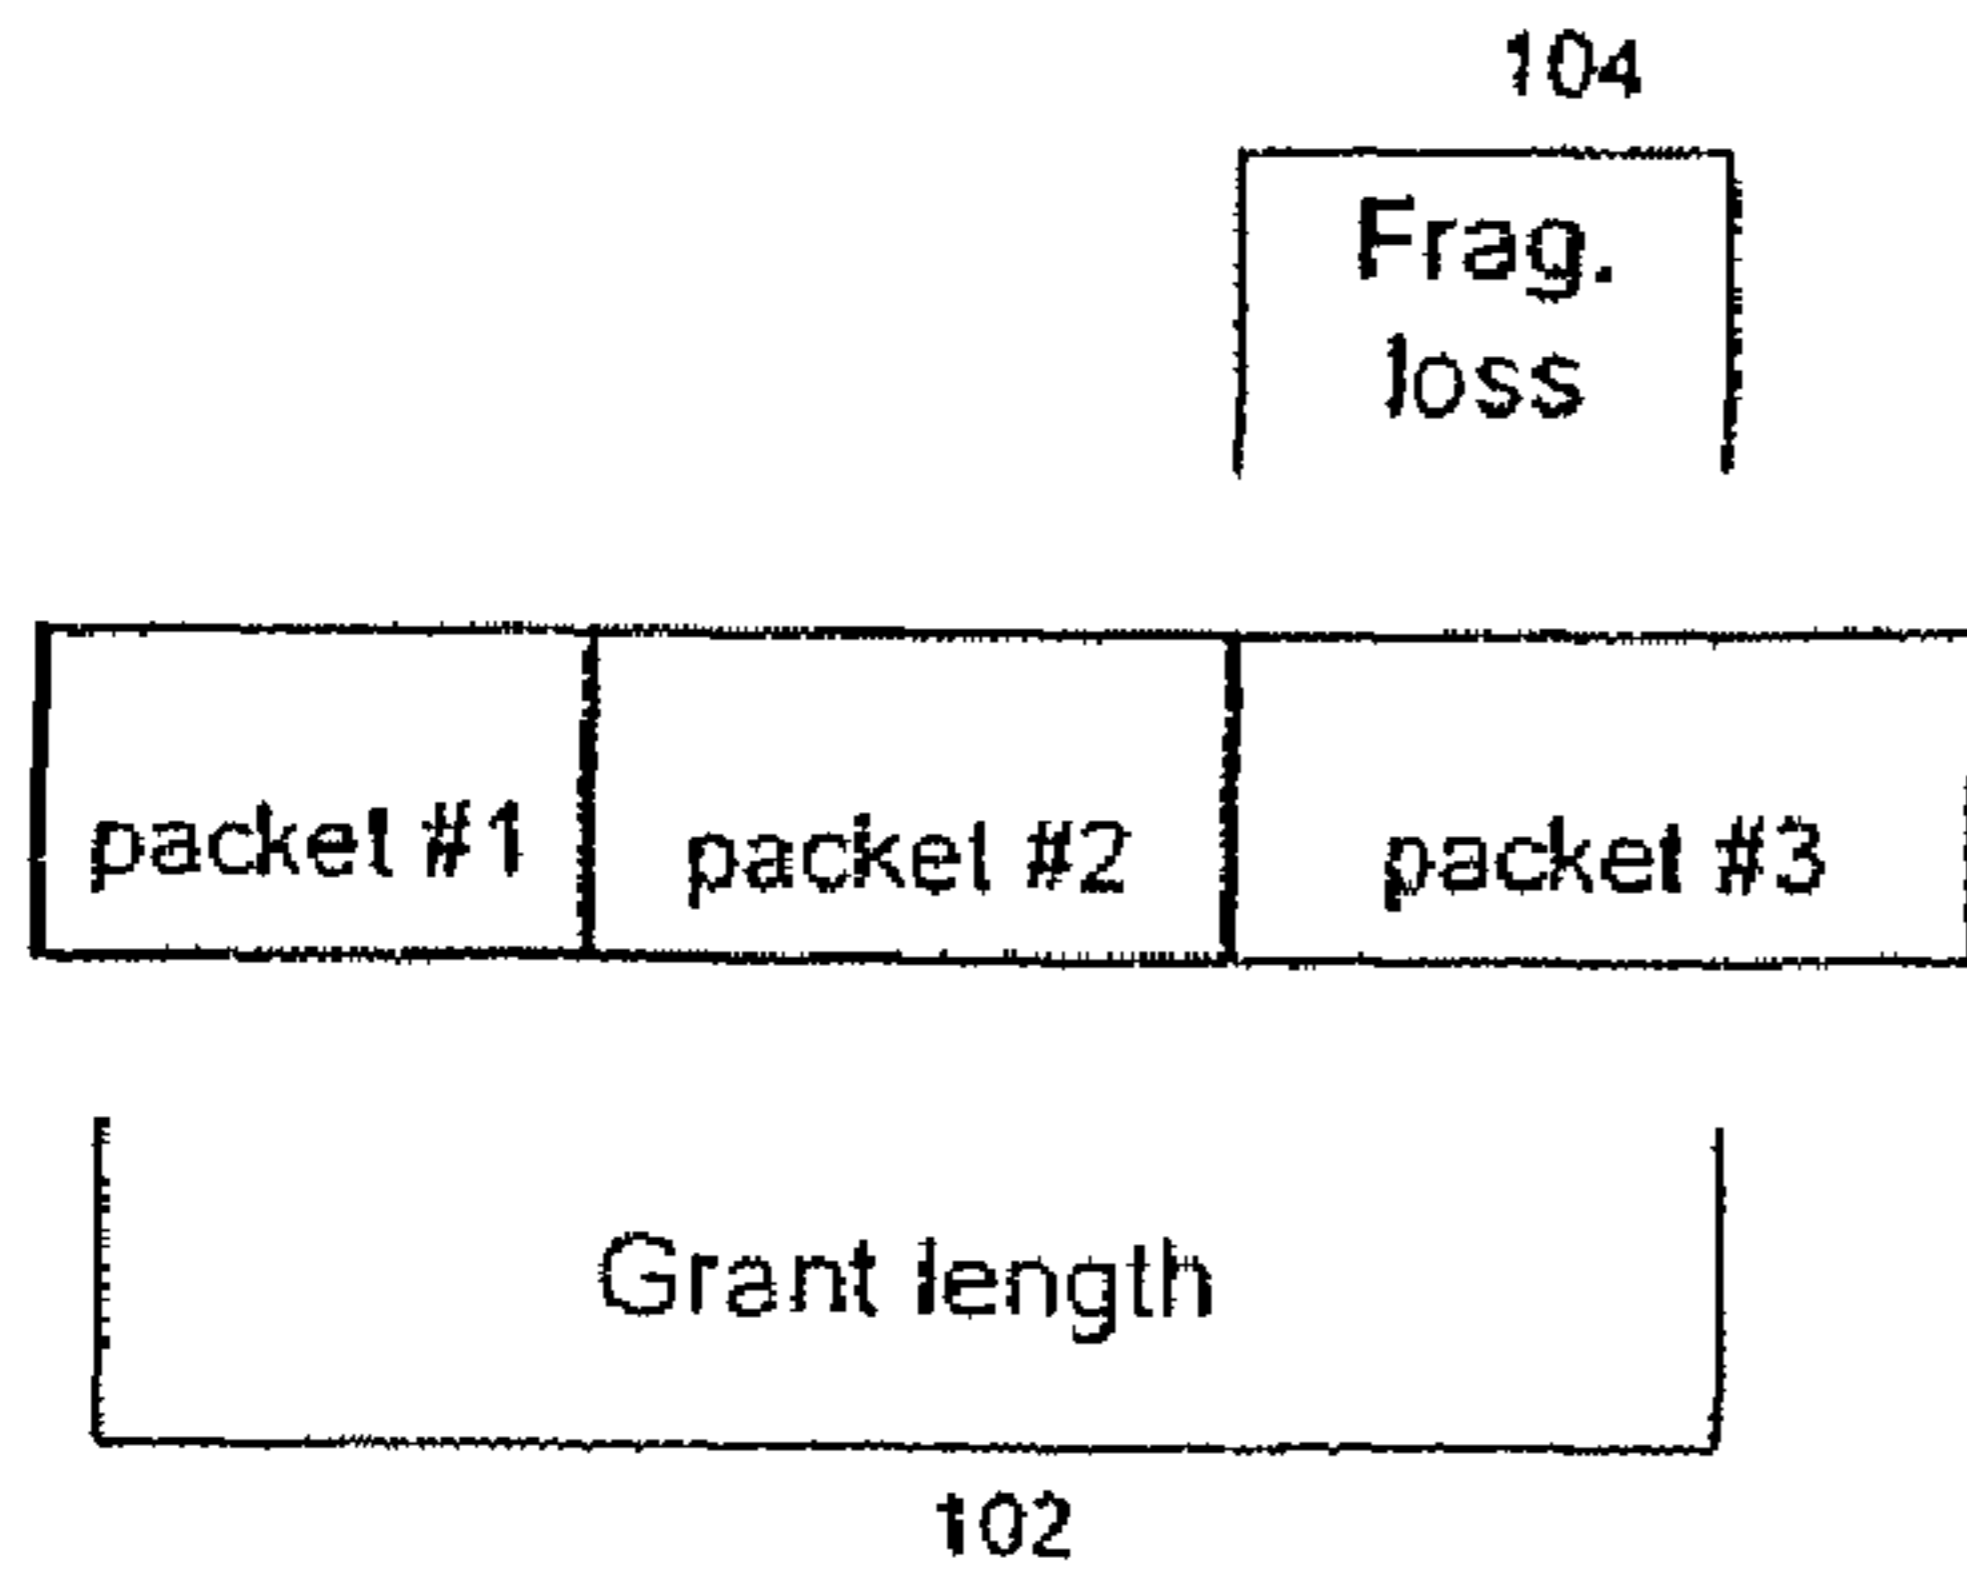 104
Frag.
loss
packet #1
packet #2
packet #3
Grant length
102